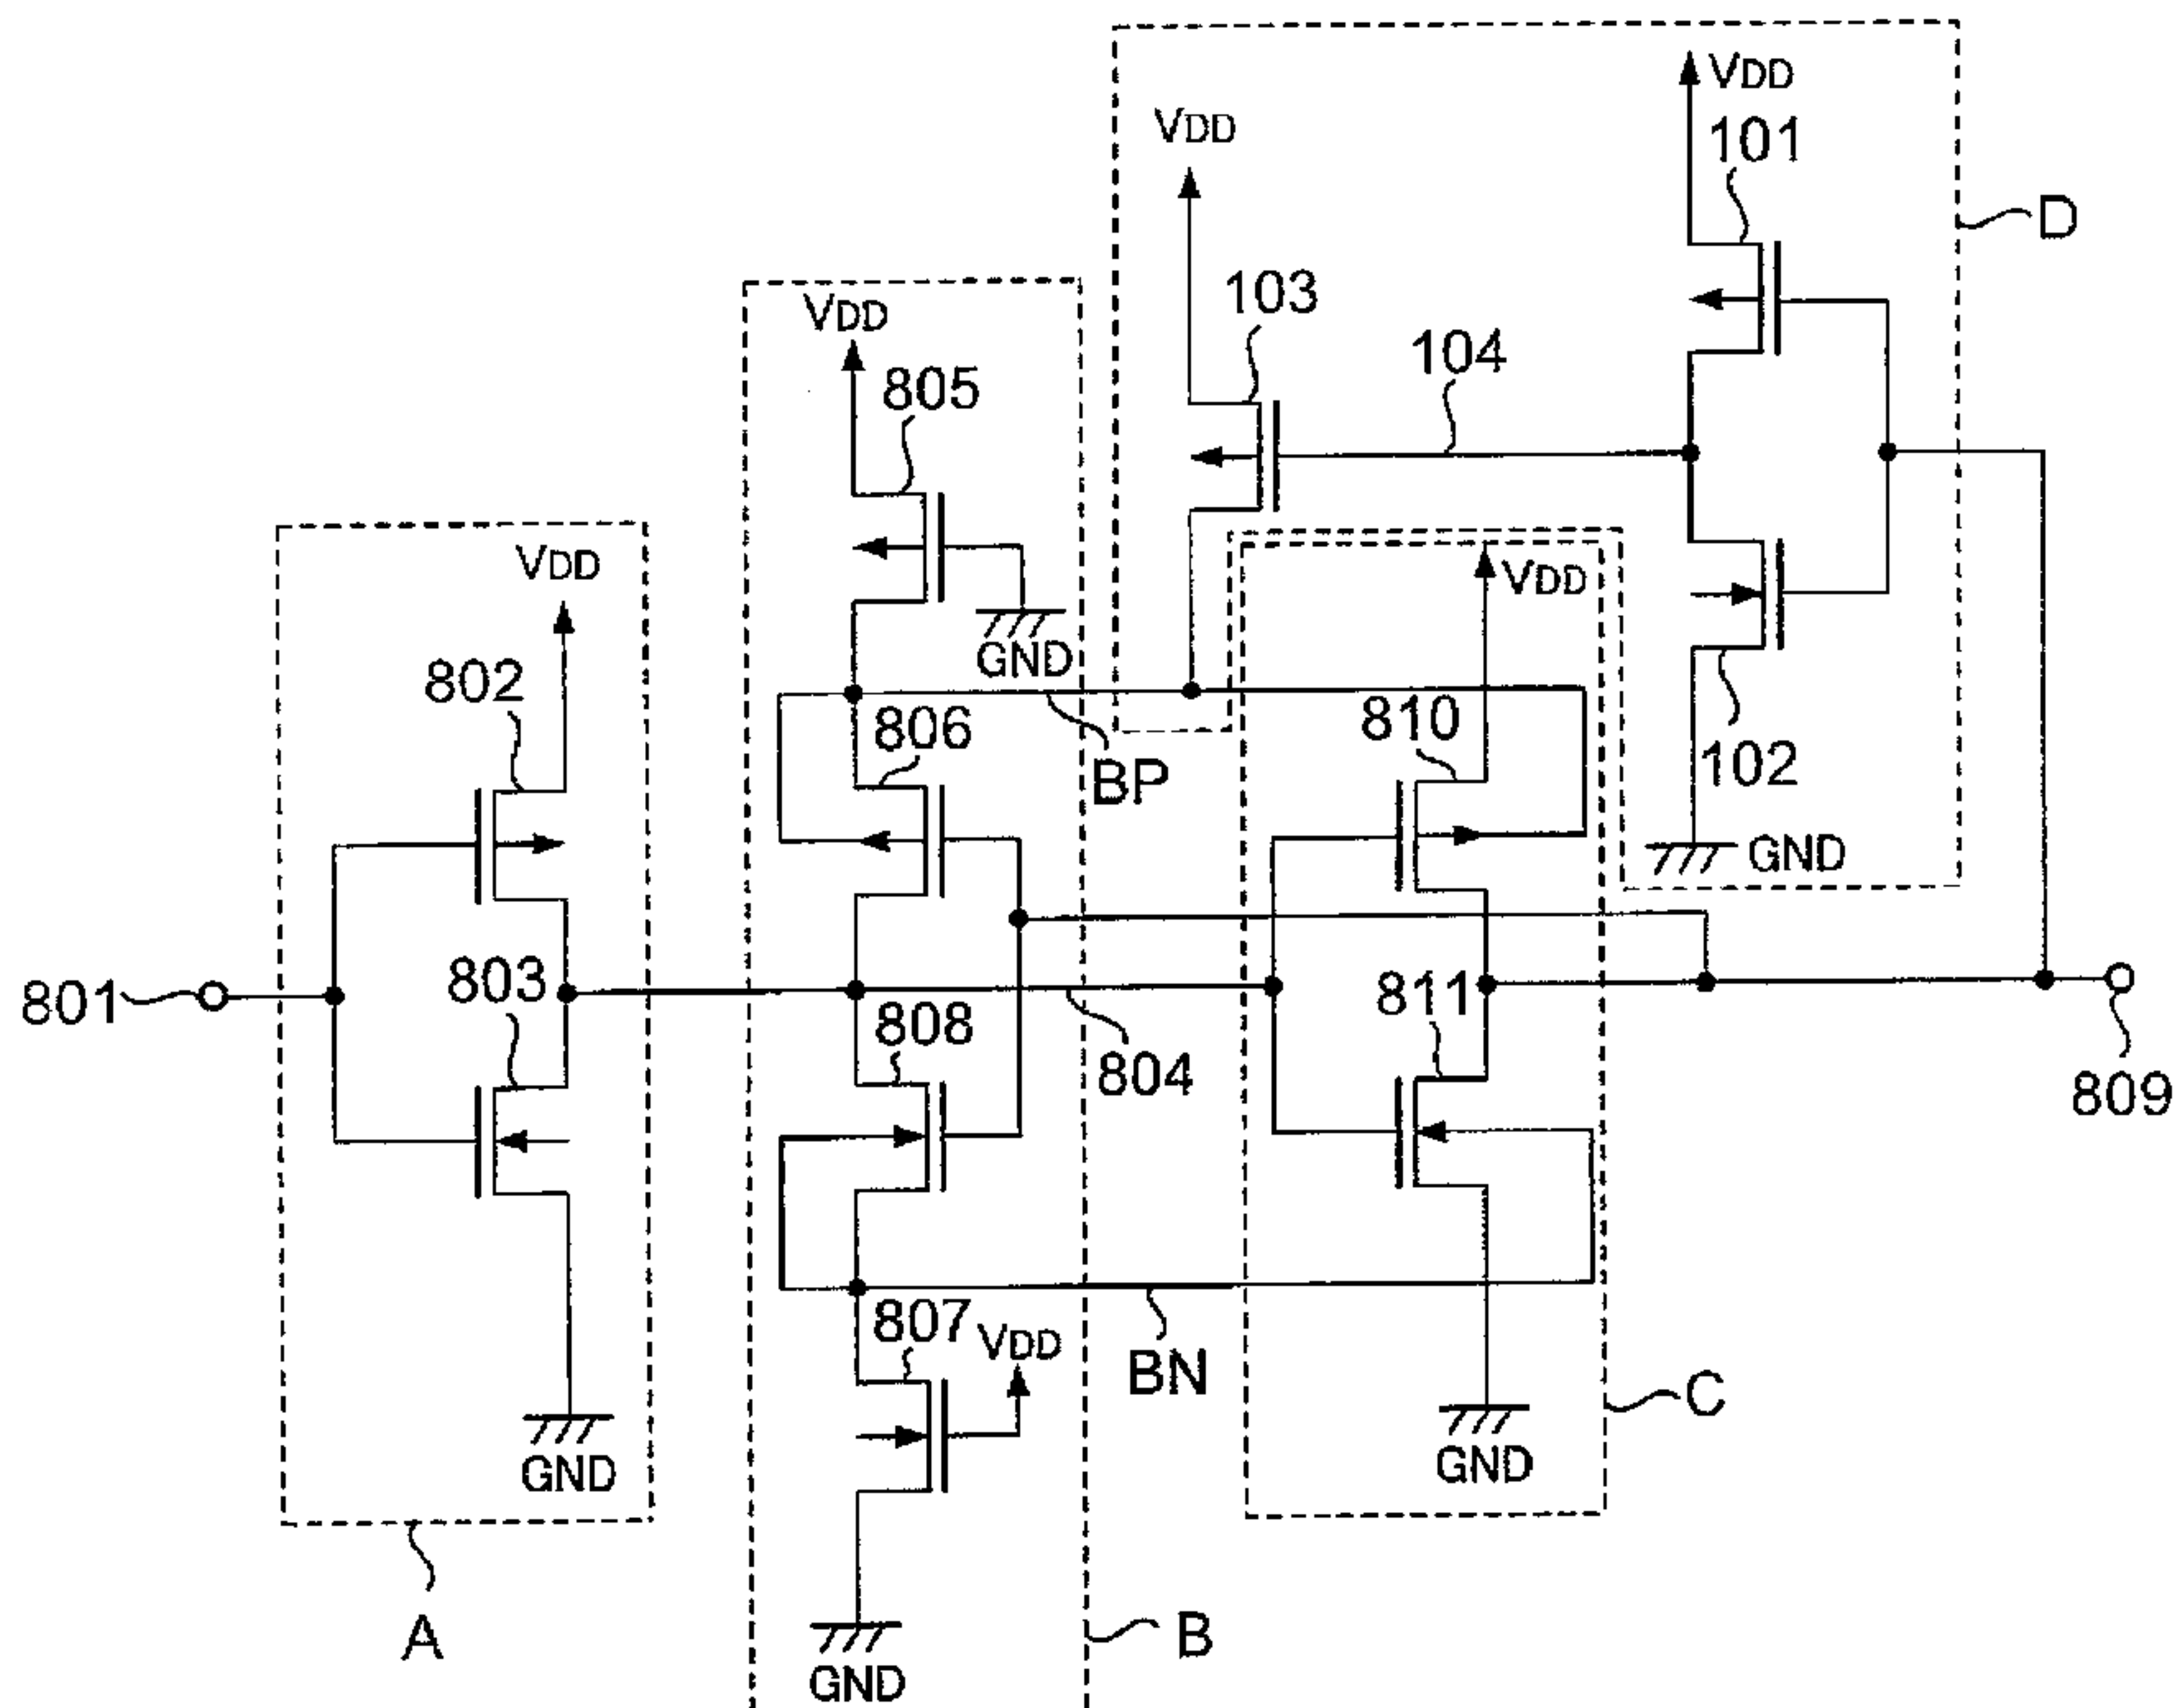 VDD
VDD
101
D
103
VDD
104
805
VDD
VDD
802
GND
806
810
BP
102
GND
801
803
808
811
804
809
807
VDD
BN
C
GND
GND
A
B
GND